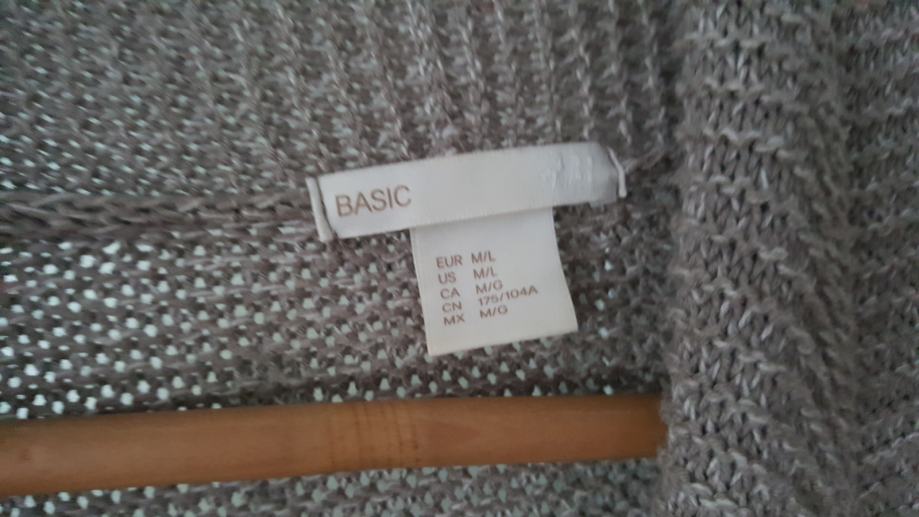 BASIC
EUR M/L
US M/L
CA M/G
CN 175/104A
MX M/G